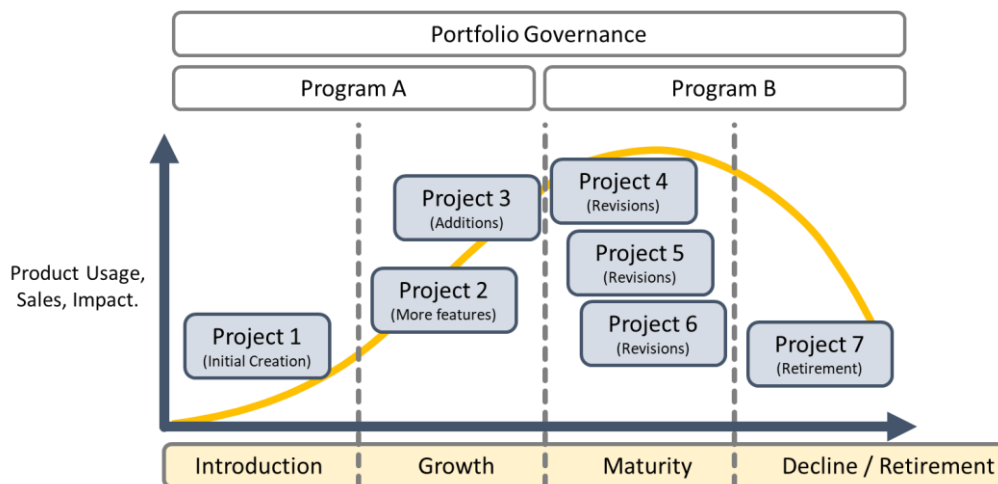 Portfolio Governance
Program A
Program B
Project 4
(Revisions)
Project 3
(Additions)
Project 5
(Revisions)
Product Usage,
Sales, Impact.
Project 2
(More features)
Project 6
(Revisions)
Project 1
(Initial Creation)
Project 7
(Retirement)
Introduction
Growth
Maturity
Decline / Retirement